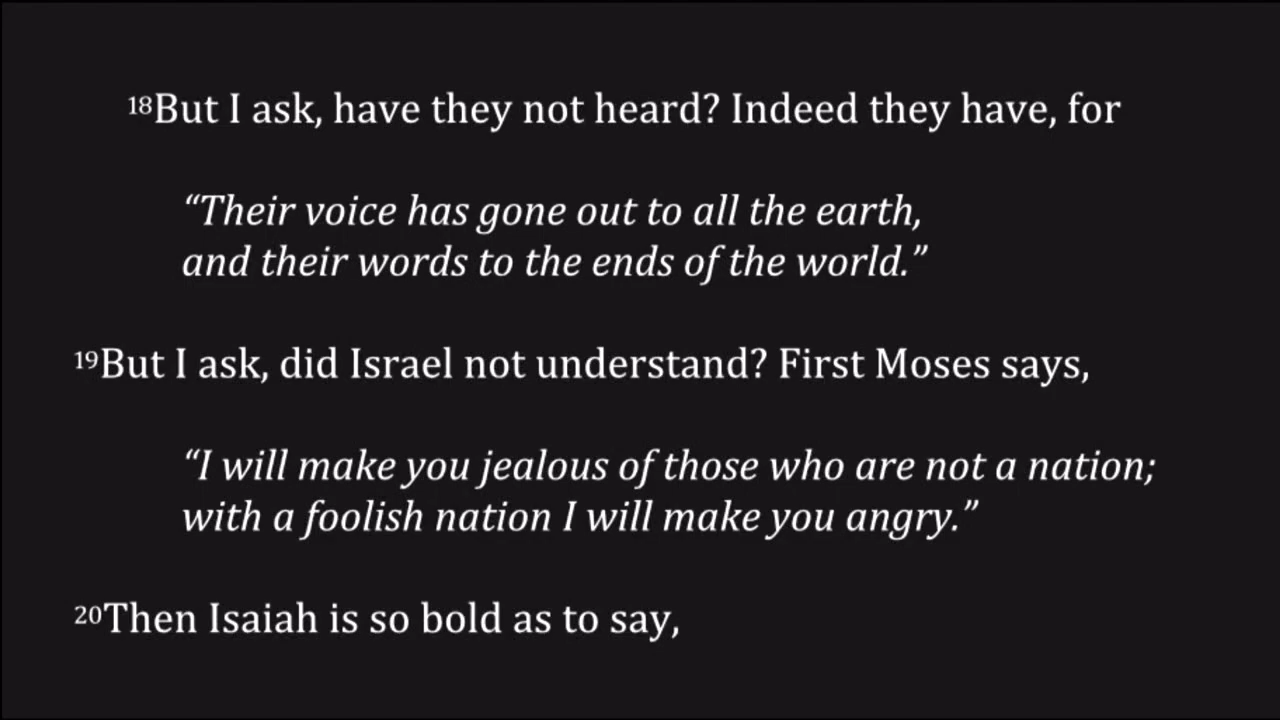 18But I ask, have they not heard? Indeed they have, for
“Their voice has gone out to all the earth,
and their words to the ends of the world.”
19But I ask, did Israel not understand? First Moses says,
“I will make you jealous of those who are not a nation;
with a foolish nation I will make you angry.”
20Then Isaiah is so bold as to say,